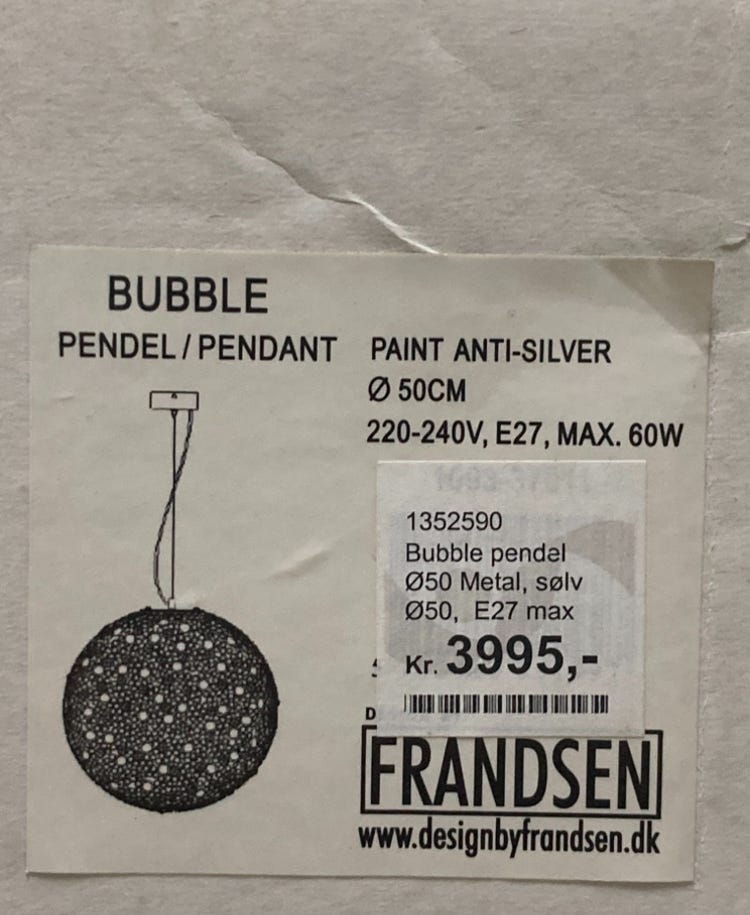 BUBBLE
PENDEL / PENDANT
PAINT ANTI-SILVER
Ø 50CM
220-240V, E27, MAX. 60W
1352590
Bubble pendel
Ø50 Metal, sølv
Ø50, E27 max
Kr. 3995,-
D
FRANDSEN
www.designbyfrandsen.dk